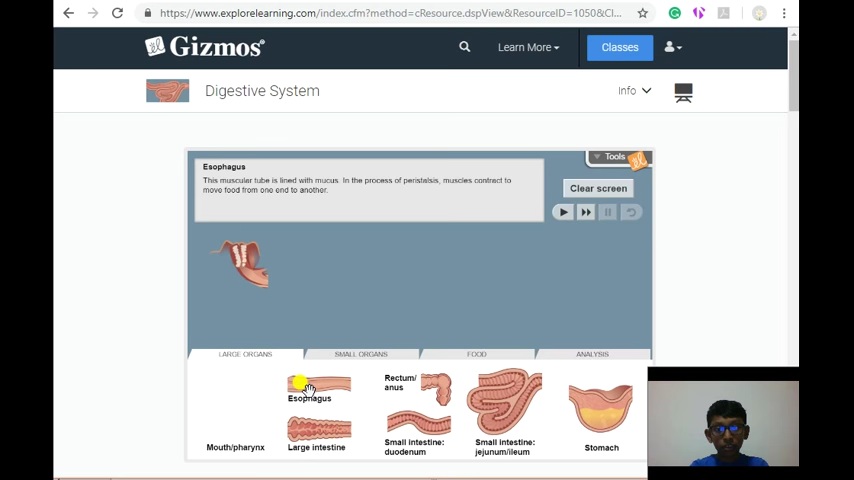 https://www.explorelearning.com/index.cfm?method=cResource.dspView&ResourceID=1050&Cl...
Gizmos
Learn More
Classes
Digestive System
Info
Esophagus
This muscular tube is lined with mucus. In the process of peristalsis, muscles contract to
move food from one end to another.
Tools
Clear screen
LARGE ORGANS
SMALL ORGANS
FOOD
ANALYSIS
Esophagus
Rectum/
anus
Mouth/pharynx
Large intestine
Small intestine:
duodenum
Small intestine:
jejunum/ileum
Stomach